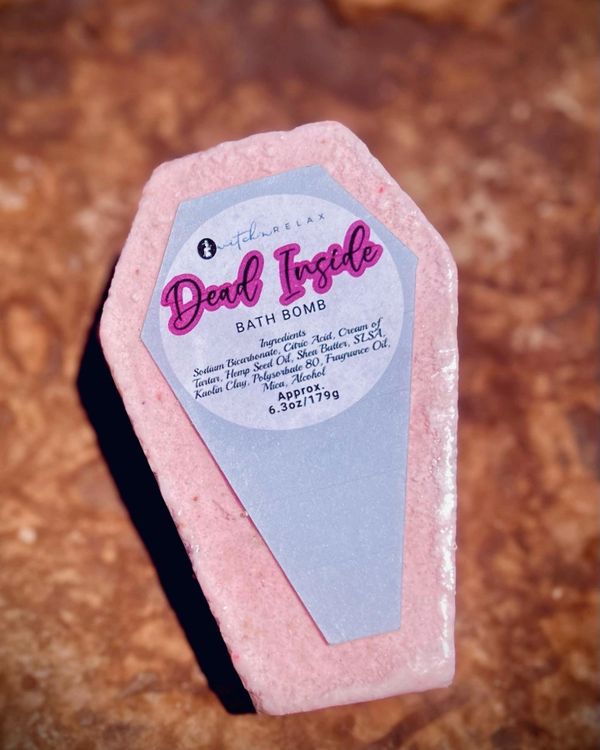 witchnRELAX
Dead Inside
BATH BOMB
Ingredients
Sodium Bicarbonate, Citric Acid, Cream of
Tartar, Hemp Seed Oil, Shea Butter, SLSA,
Kaolin Clay, Polysorbate 80, Fragrance Oil,
Mica, Alcohol
Approx.
6.3oz/179g